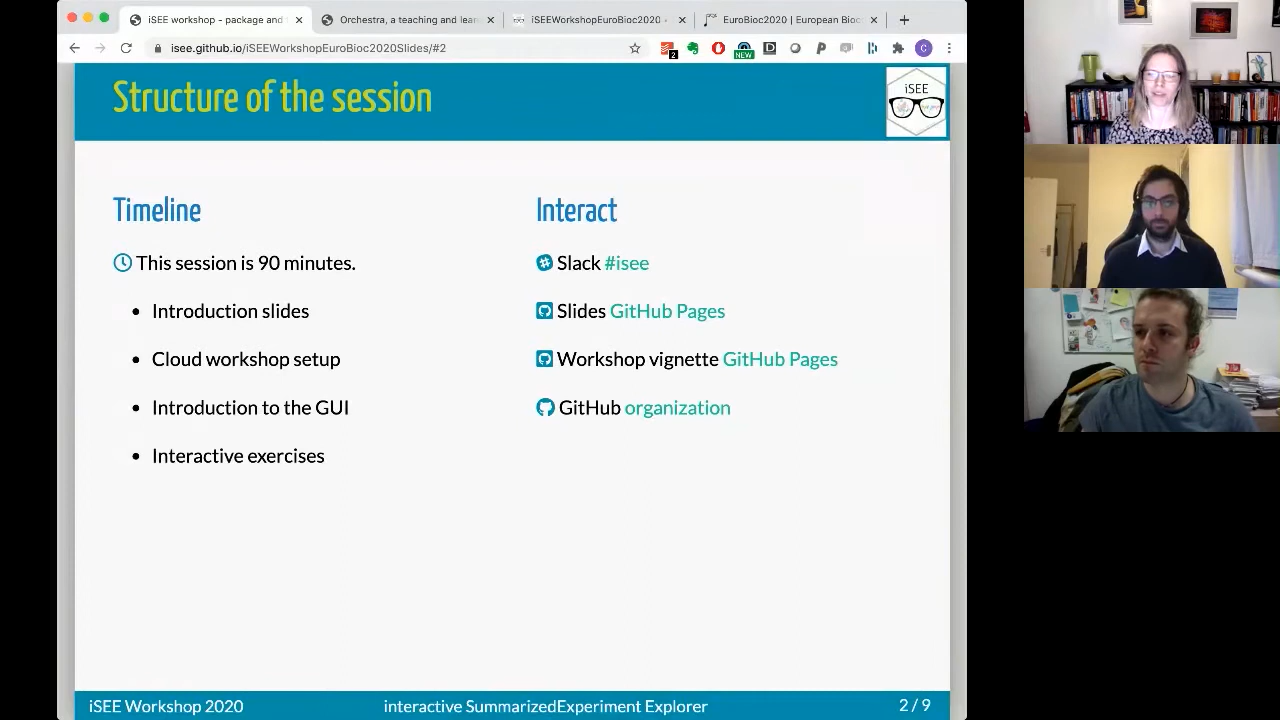 iSEE workshop - package and
Orchestra, a teaching and lear
iSEEWorkshopEuroBioc2020
EuroBioc2020 | European Bioc
isee.github.io/iSEEWorkshopEuroBioc2020Slides/#2
2
NEW
C
Structure of the session
iSEE
Timeline
This session is 90 minutes.
Introduction slides
Cloud workshop setup
Introduction to the GUI
Interactive exercises
Interact
Slack #isee
Slides GitHub Pages
Workshop vignette GitHub Pages
GitHub organization
iSEE Workshop 2020
interactive SummarizedExperiment Explorer
2 / 9